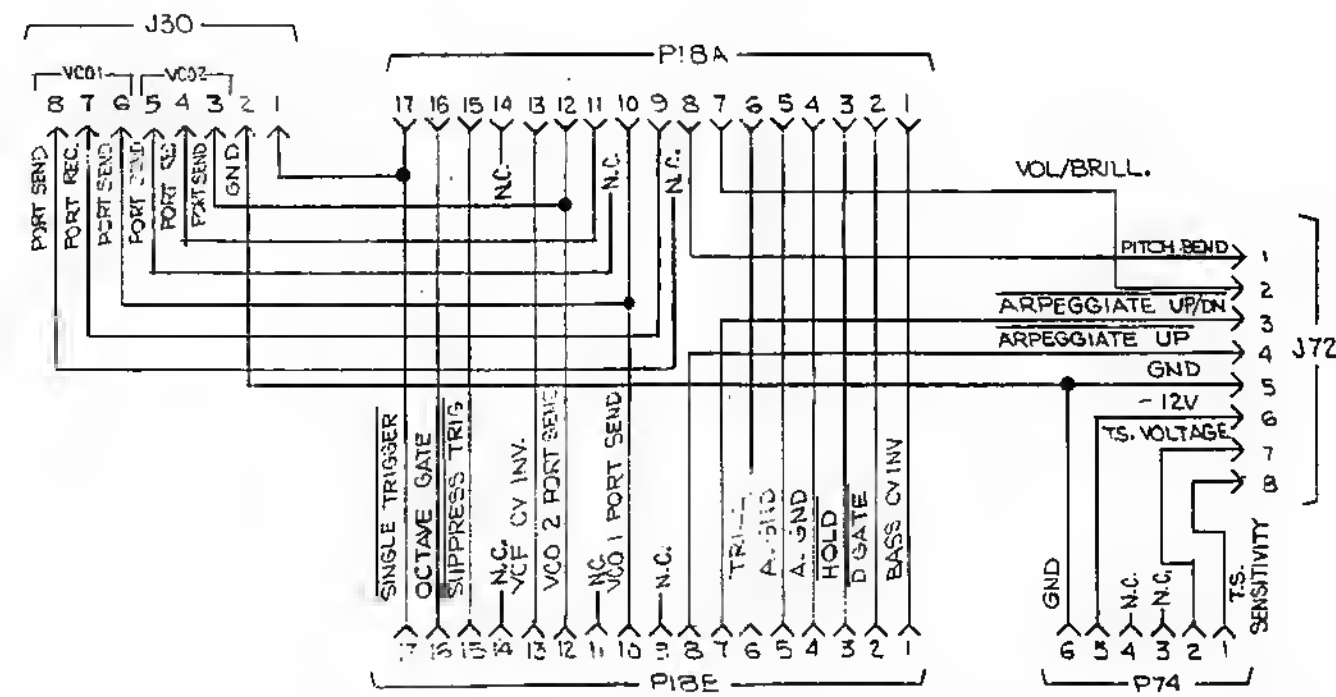 J30
P18A
VCO1 VCO2
8 7 6 5 4 3 2 1
17 16 15 14 13 12 11 10 9 8 7 6 5 4 3 2 1
PORT SEND
PORT REC.
PORT SEND
PORT SEND
PORT REC
PORT SEND
GND
N.C.
N.C.
N.C.
VOL/BRILL.
PITCH BEND 1
2
ARPEGGIATE UP/DN 3
ARPEGGIATE UP 4
J72
GND 5
-12V 6
T.S. VOLTAGE 7
8
SINGLE TRIGGER
OCTAVE GATE
SUPPRESS TRIG
N.C.
VCF CV INV.
VCO 2 PORT SEND
N.C.
VCO 1 PORT SEND
N.C.
A. GND
A. GND
HOLD
D GATE
BASS CV INV
GND
N.C.
N.C.
T.S.
SENSITIVITY
17 16 15 14 13 12 11 10 9 8 7 6 5 4 3 2 1
6 5 4 3 2 1
P18E
P74